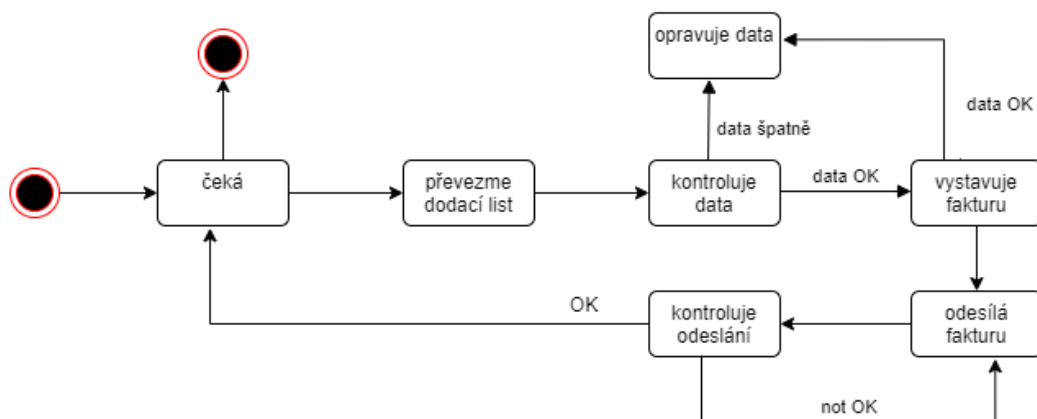 opravuje data
data OK
data špatně
čeká
převezme
dodací list
kontroluje
data
data OK
vystavuje
fakturu
OK
kontroluje
odeslání
odesílá
fakturu
not OK